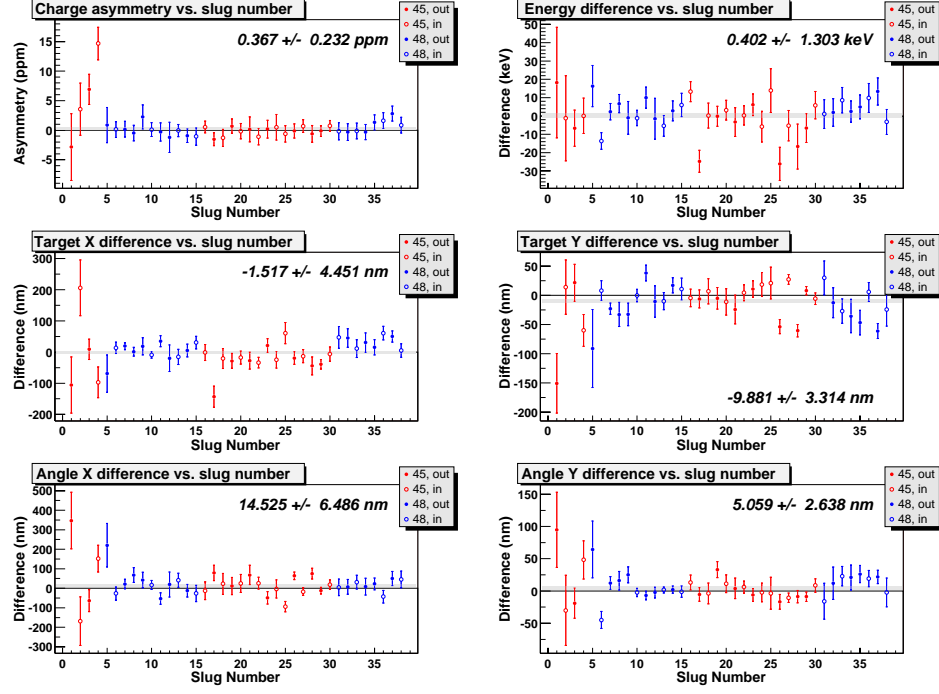 Charge asymmetry vs. slug number
45, out
45, in
48, out
48, in
0.367 +/- 0.232 ppm
Asymmetry (ppm)
15
10
5
0
-5
0 5 10 15 20 25 30 35
Slug Number
Energy difference vs. slug number
45, out
45, in
48, out
48, in
0.402 +/- 1.303 keV
Difference (keV)
50
40
30
20
10
0
-10
-20
-30
0 5 10 15 20 25 30 35
Slug Number
Target X difference vs. slug number
45, out
45, in
48, out
48, in
-1.517 +/- 4.451 nm
Difference (nm)
300
200
100
0
-100
-200
0 5 10 15 20 25 30 35
Slug Number
Target Y difference vs. slug number
45, out
45, in
48, out
48, in
-9.881 +/- 3.314 nm
Difference (nm)
50
0
-50
-100
-150
-200
0 5 10 15 20 25 30 35
Slug Number
Angle X difference vs. slug number
45, out
45, in
48, out
48, in
14.525 +/- 6.486 nm
Difference (nm)
500
400
300
200
100
0
-100
-200
-300
0 5 10 15 20 25 30 35
Slug Number
Angle Y difference vs. slug number
45, out
45, in
48, out
48, in
5.059 +/- 2.638 nm
Difference (nm)
150
100
50
0
-50
0 5 10 15 20 25 30 35
Slug Number